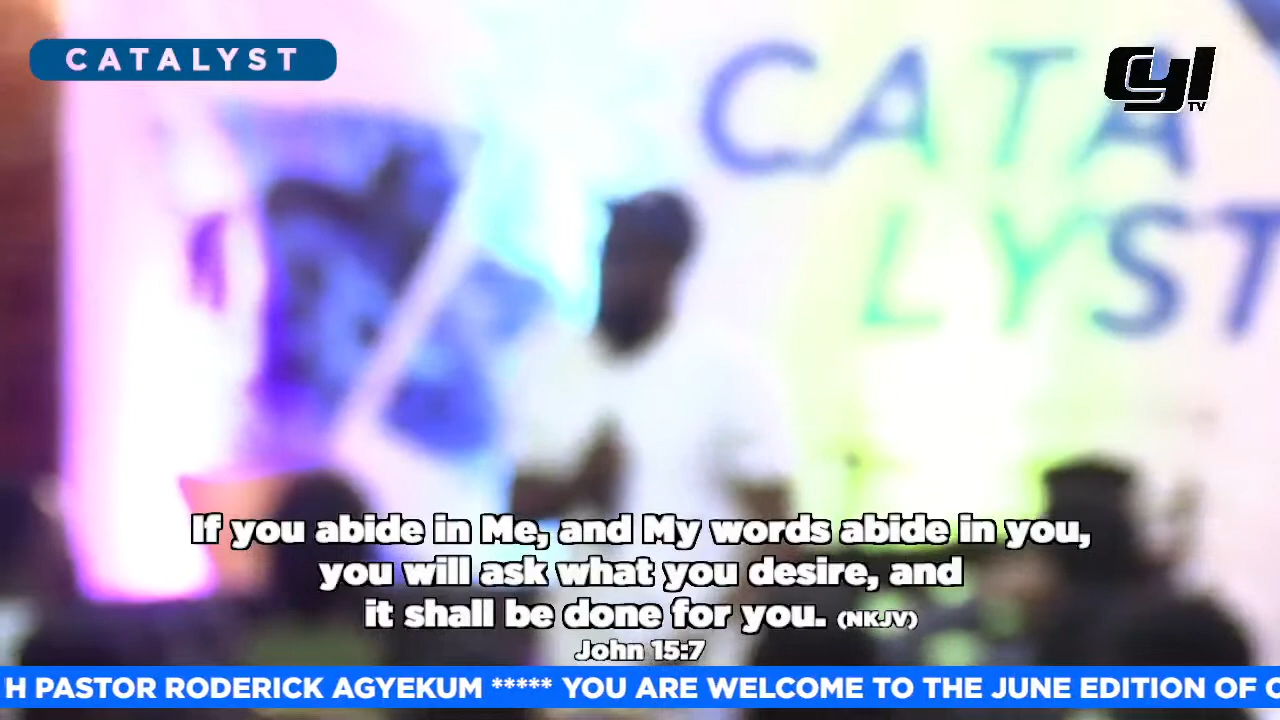 CATALYST
CYI
TV
CATA
LYST
If you abide in Me, and My words abide in you,
you will ask what you desire, and
it shall be done for you. (NKJV)
John 15:7
H PASTOR RODERICK AGYEKUM ***** YOU ARE WELCOME TO THE JUNE EDITION OF C